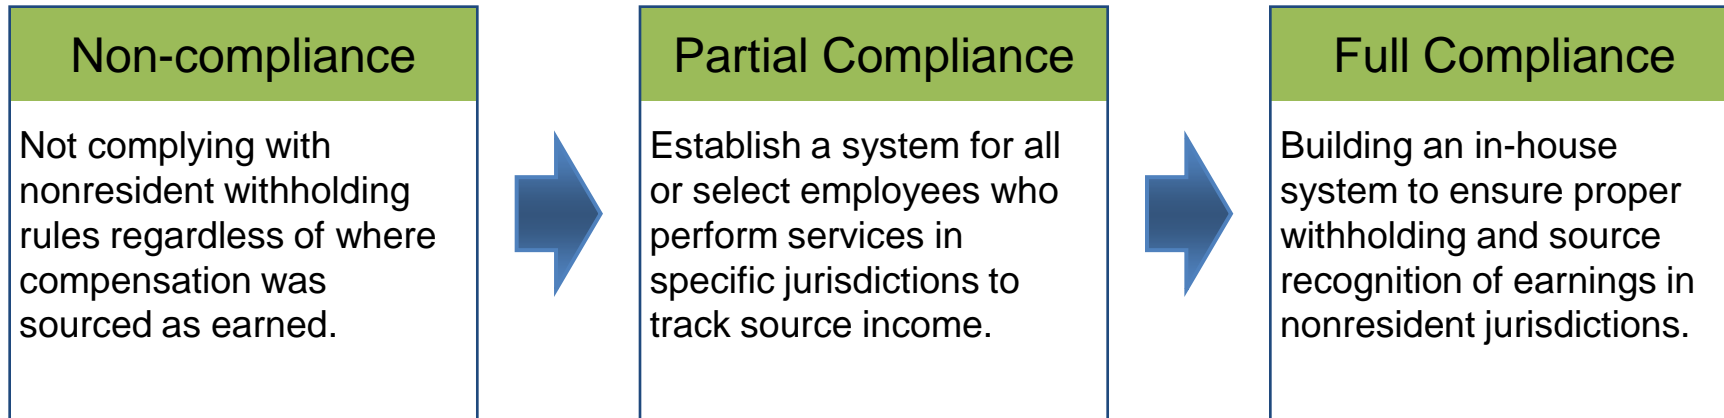 Non-compliance
Not complying with
nonresident withholding
rules regardless of where
compensation was
sourced as earned.
Partial Compliance
Establish a system for all
or select employees who
perform services in
specific jurisdictions to
track source income.
Full Compliance
Building an in-house
system to ensure proper
withholding and source
recognition of earnings in
nonresident jurisdictions.